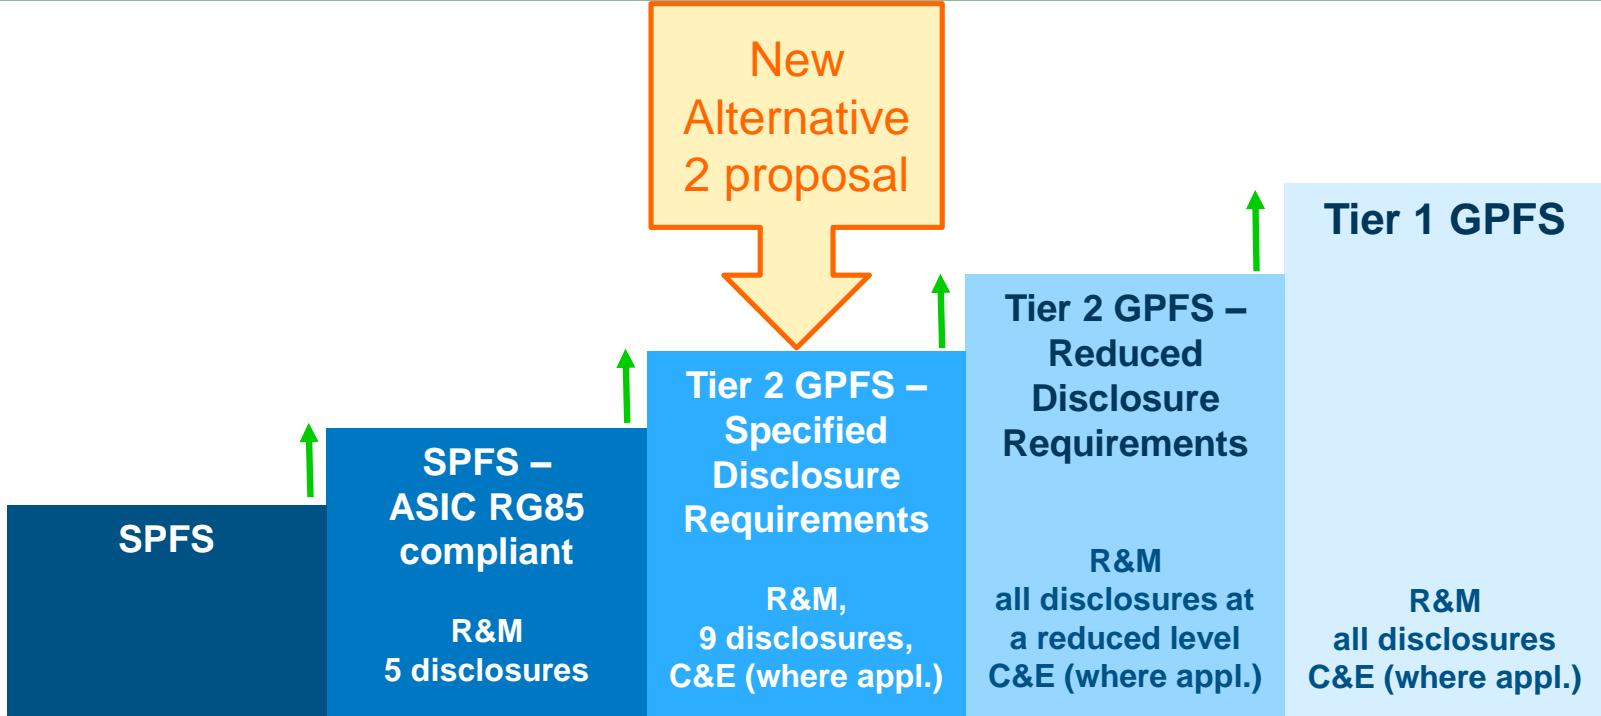 New
Alternative
2 proposal
SPFS
SPFS –
ASIC RG85
compliant
R&M
5 disclosures
Tier 2 GPFS –
Specified
Disclosure
Requirements
R&M,
9 disclosures,
C&E (where appl.)
Tier 2 GPFS –
Reduced
Disclosure
Requirements
R&M
all disclosures at
a reduced level
C&E (where appl.)
Tier 1 GPFS
R&M
all disclosures
C&E (where appl.)